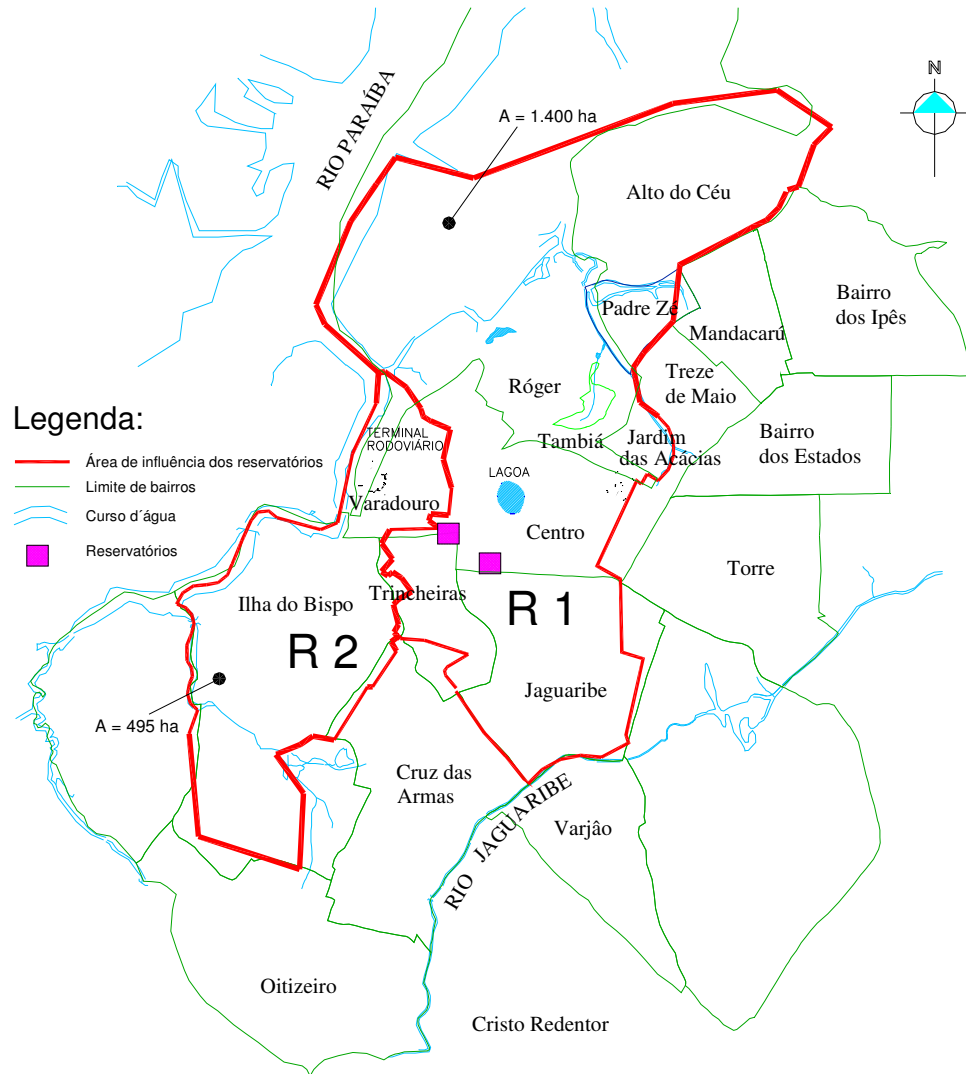 N
RIO PARAÍBA
A = 1.400 ha
Alto do Céu
Bairro
dos Ipês
Padre Zé
Mandacarú
Treze
de Maio
Róger
Legenda:
Área de influência dos reservatórios
Limite de bairros
Curso d´água
Reservatórios
TERMINAL
RODOVIÁRIO
Tambiá
Jardim
das Acácias
Bairro
dos Estados
LAGOA
Varadouro
Centro
Torre
Trincheiras
Ilha do Bispo
R 1
R 2
Jaguaribe
A = 495 ha
Cruz das
Armas
RIO JAGUARIBE
Varjâo
Oitizeiro
Cristo Redentor